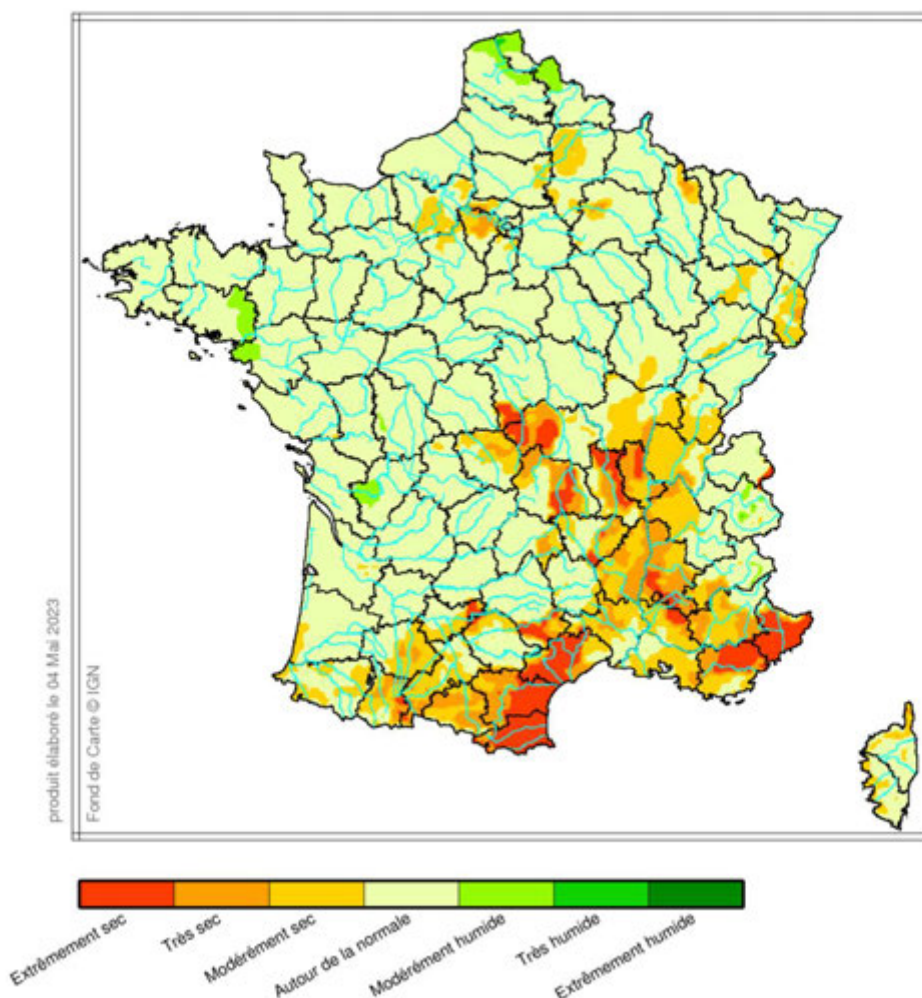 produit élaboré le 04 Mai 2023
Fond de Carte © IGN
Extrêmement sec
Très sec
Modérément sec
Autour de la normale
Modérément humide
Très humide
Extrêmement humide